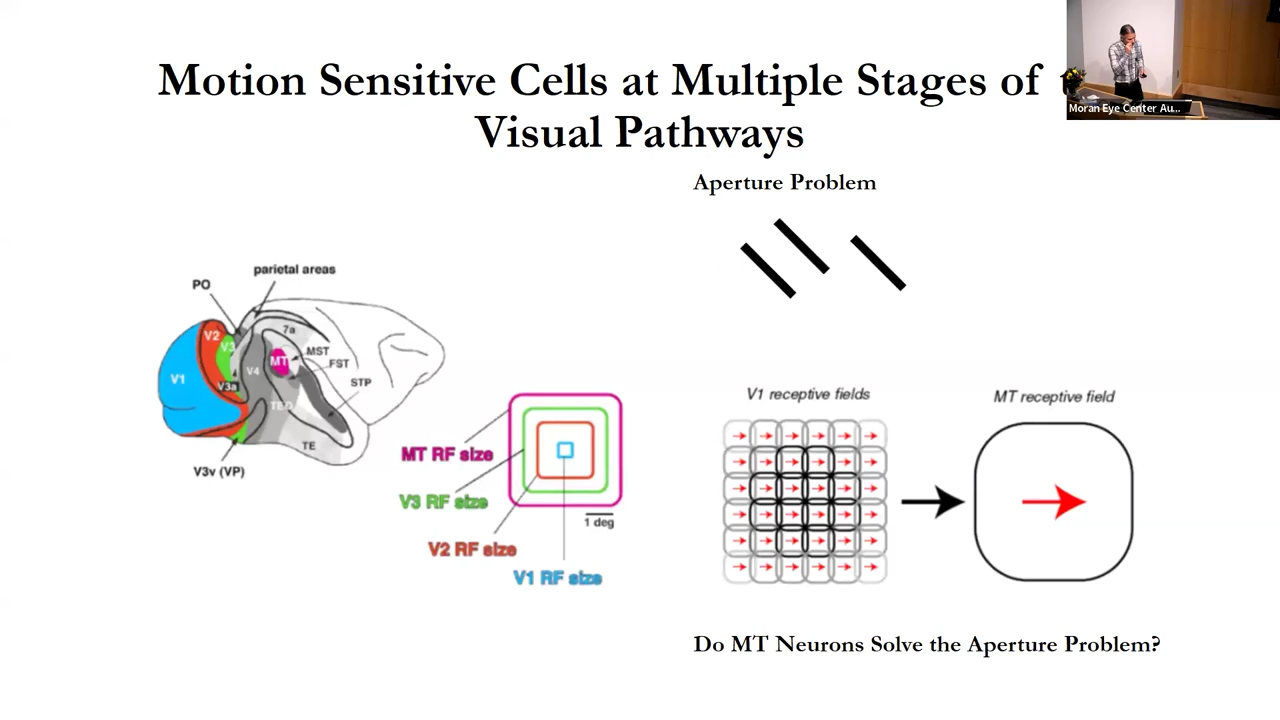 Motion Sensitive Cells at Multiple Stages of
Visual Pathways
Moran Eye Center Au...
Aperture Problem
parietal areas
PO
V2
V3
7a
MT
MST
FST
V1
V4
V3a
STP
TEO
TE
V3v (VP)
MT RF size
V3 RF size
1 deg
V2 RF size
V1 RF size
V1 receptive fields
MT receptive field
Do MT Neurons Solve the Aperture Problem?